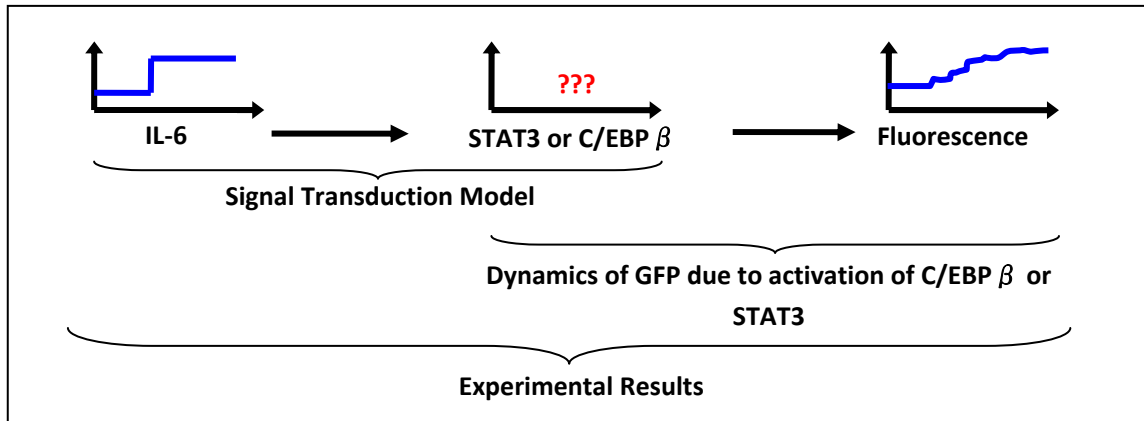 ???
IL-6
STAT3 or C/EBP β
Fluorescence
Signal Transduction Model
Dynamics of GFP due to activation of C/EBP β or
STAT3
Experimental Results